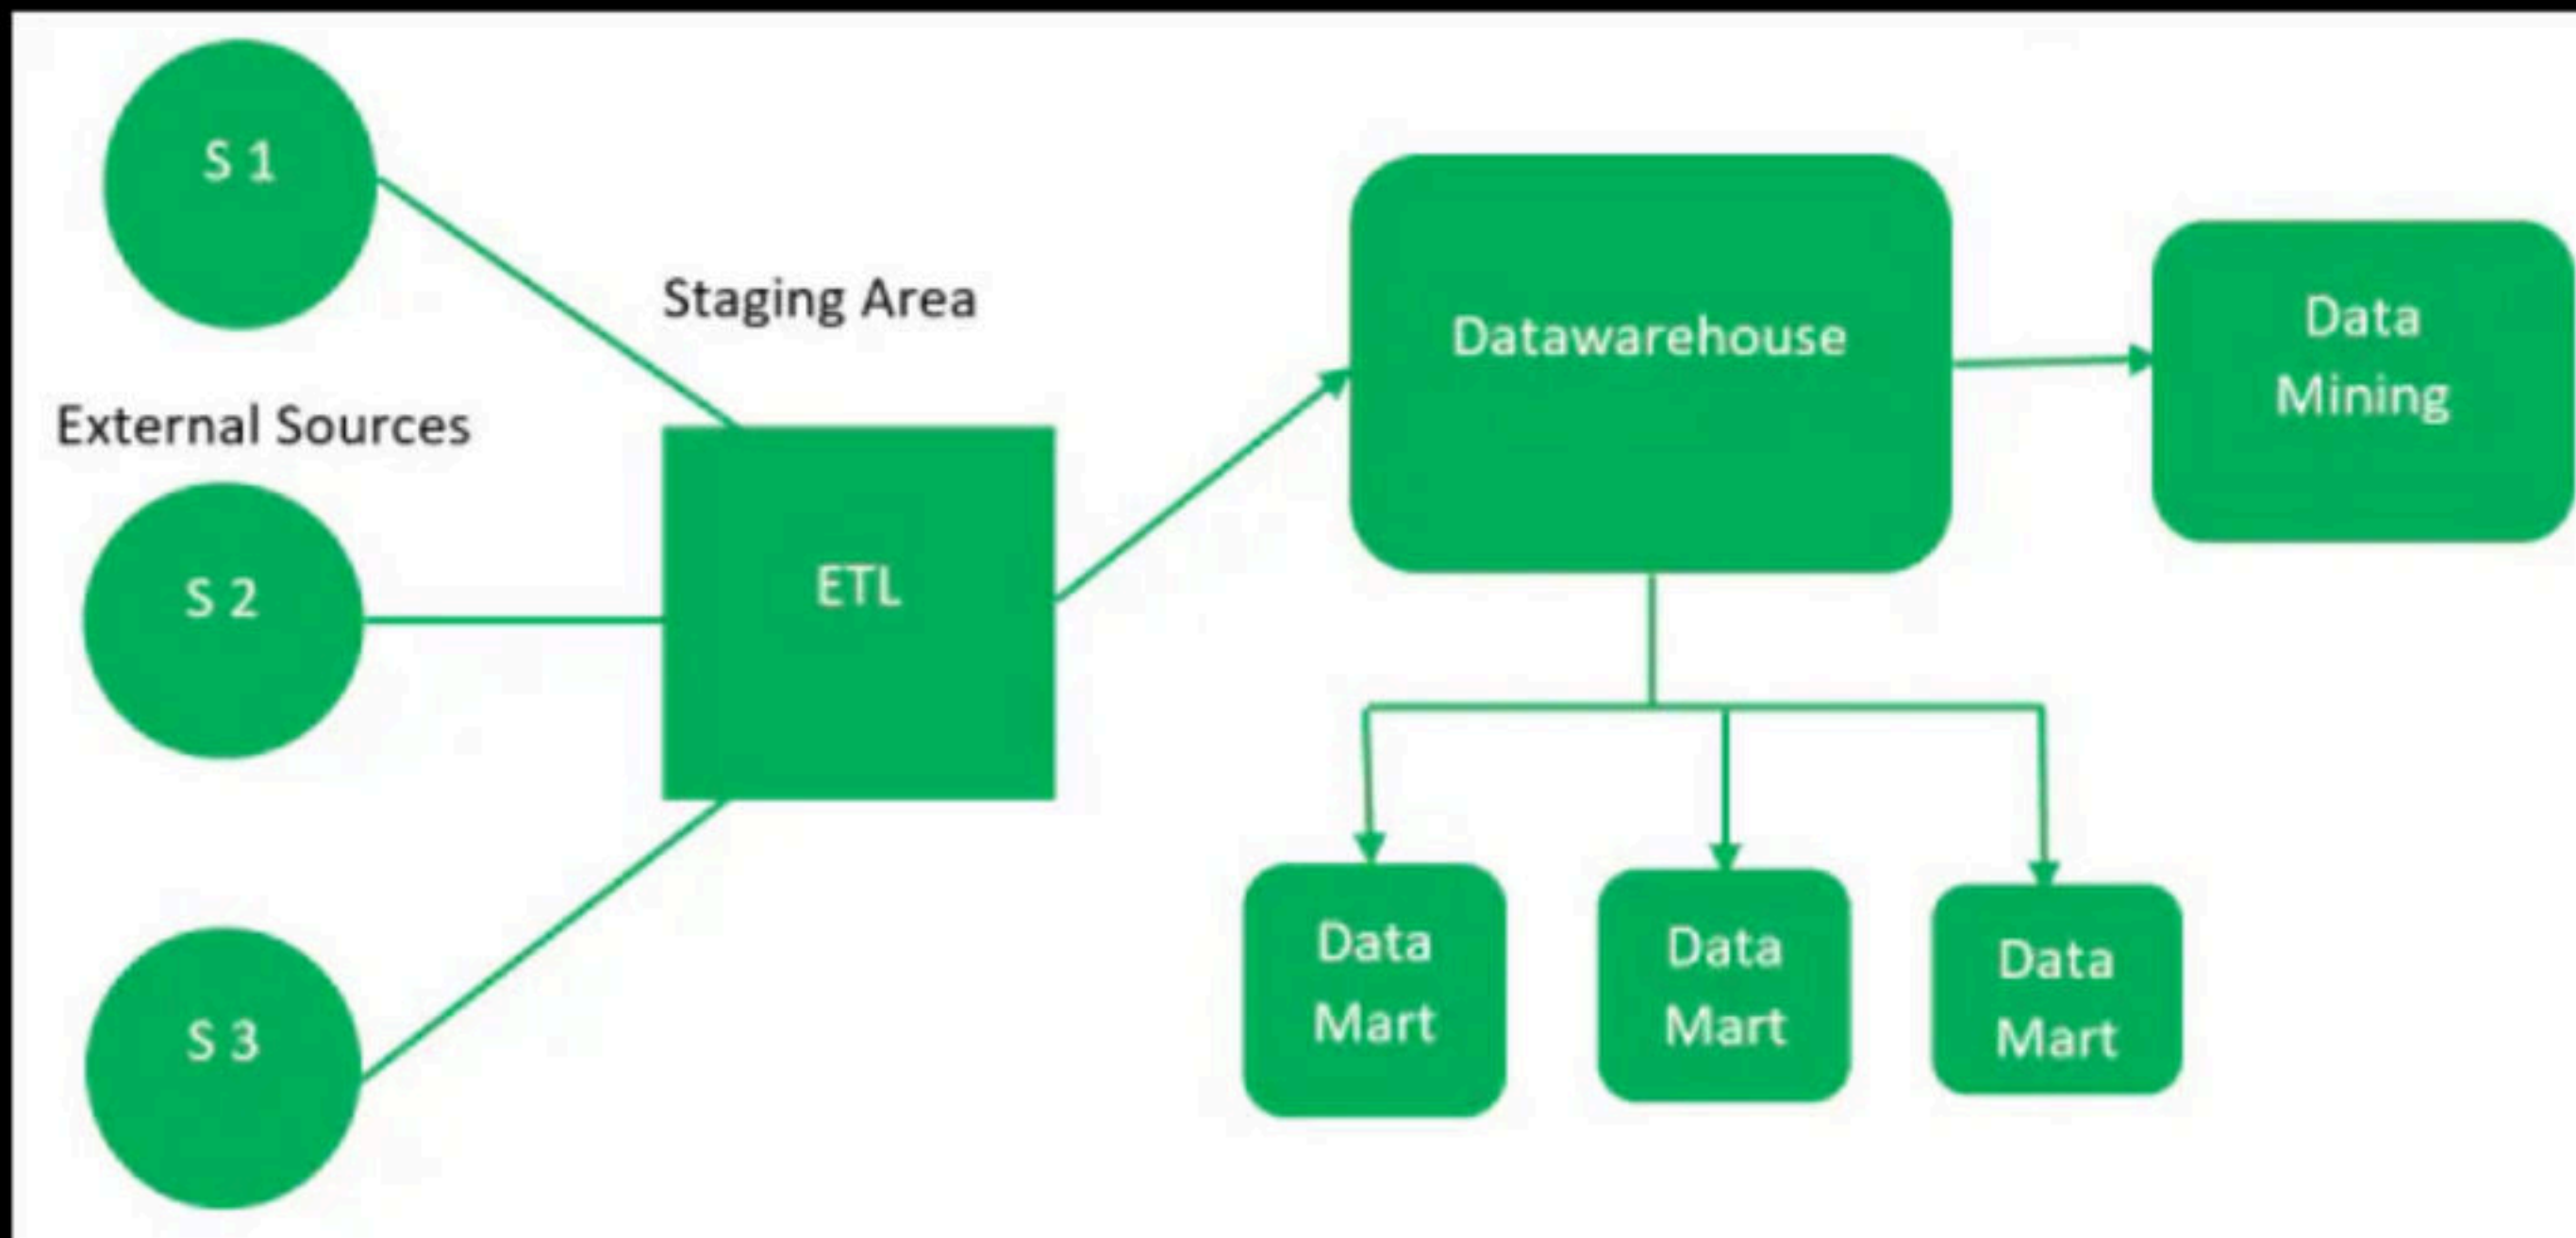 S 1
Staging Area
External Sources
S 2
ETL
S 3
Datawarehouse
Data
Mining
Data
Mart
Data
Mart
Data
Mart